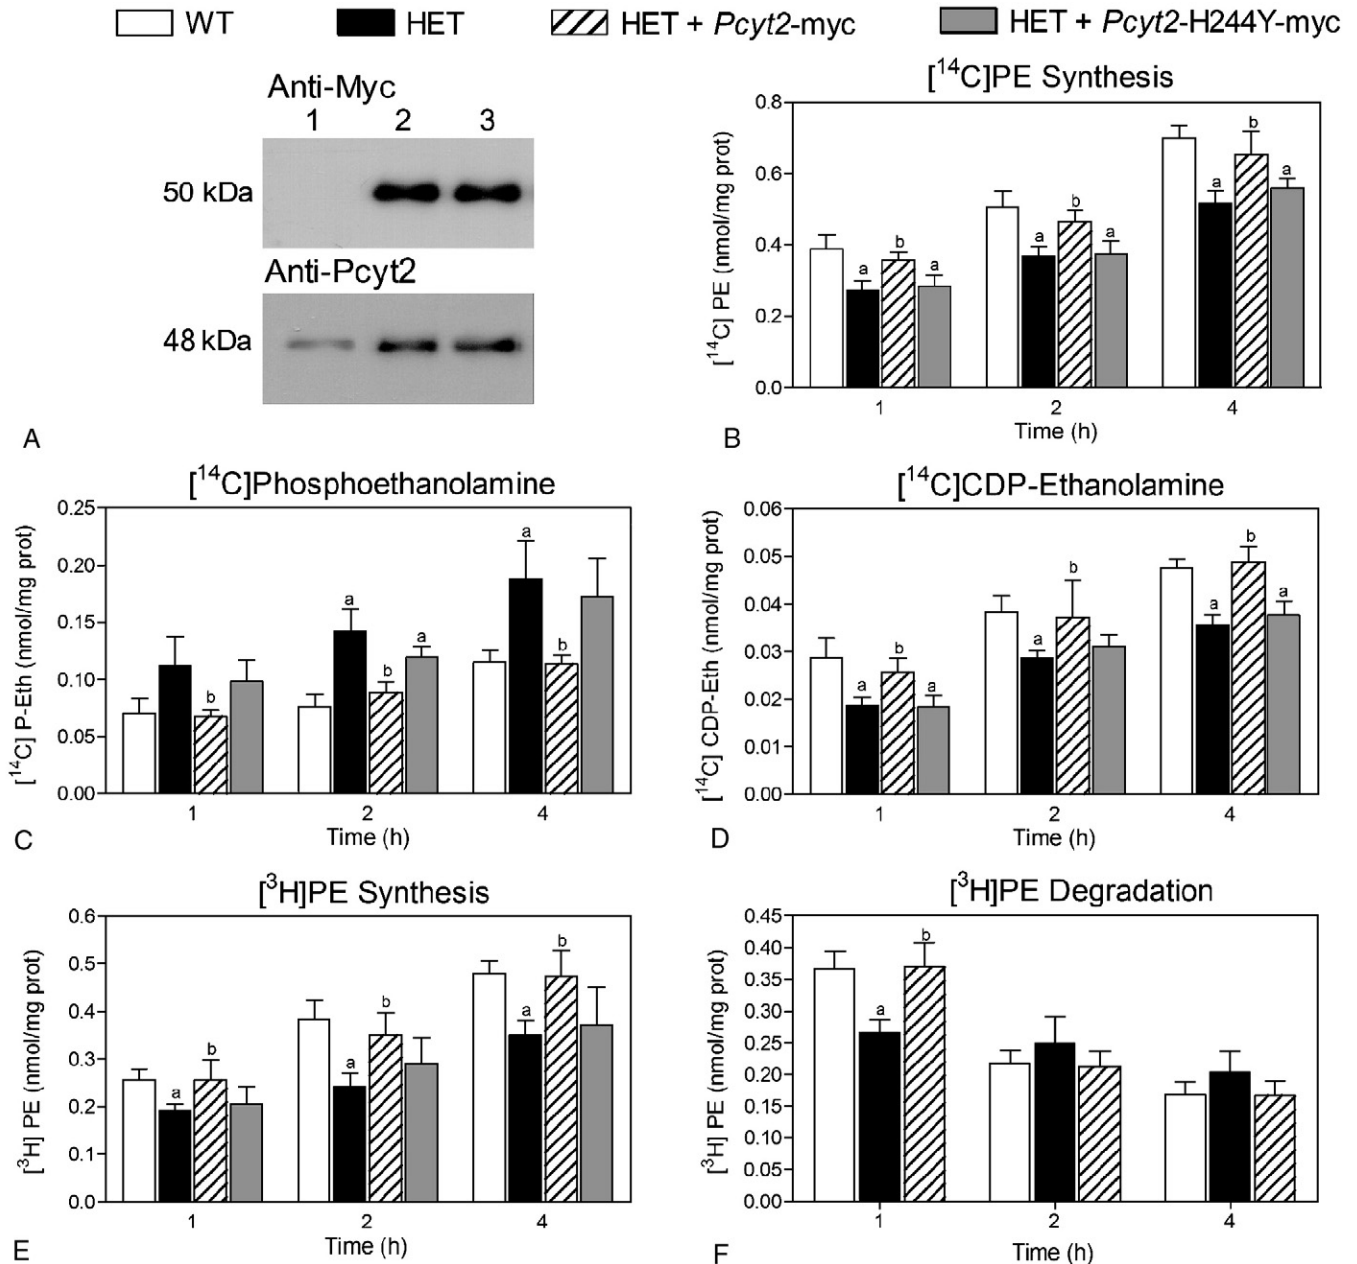 WT HET HET + Pcyt2-myc HET + Pcyt2-H244Y-myc
Anti-Myc
1 2 3
50 kDa
Anti-Pcyt2
48 kDa
A
[14C]PE Synthesis
[14C] PE (nmol/mg prot)
0.8
0.6
0.4
0.2
0.0
a b a
a b a
a b a
1 2 4
Time (h)
B
[14C]Phosphoethanolamine
[14C] P-Eth (nmol/mg prot)
0.25
0.20
0.15
0.10
0.05
0.00
b
a b a
a b
1 2 4
Time (h)
C
[14C]CDP-Ethanolamine
[14C] CDP-Eth (nmol/mg prot)
0.06
0.05
0.04
0.03
0.02
0.01
0.00
a b a
a b
a b a
1 2 4
Time (h)
D
[3H]PE Synthesis
[3H] PE (nmol/mg prot)
0.6
0.5
0.4
0.3
0.2
0.1
0.0
a b
a b
a b
1 2 4
Time (h)
E
[3H]PE Degradation
[3H] PE (nmol/mg prot)
0.45
0.40
0.35
0.30
0.25
0.20
0.15
0.10
0.05
0.00
a b
1 2 4
Time (h)
F